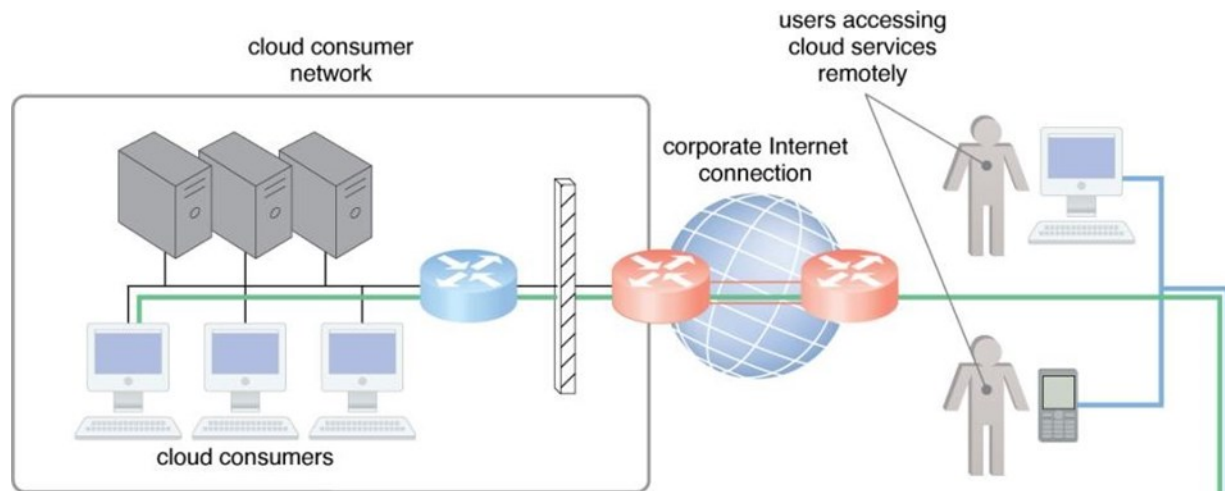 cloud consumer
network
users accessing
cloud services
remotely
corporate Internet
connection
cloud consumers